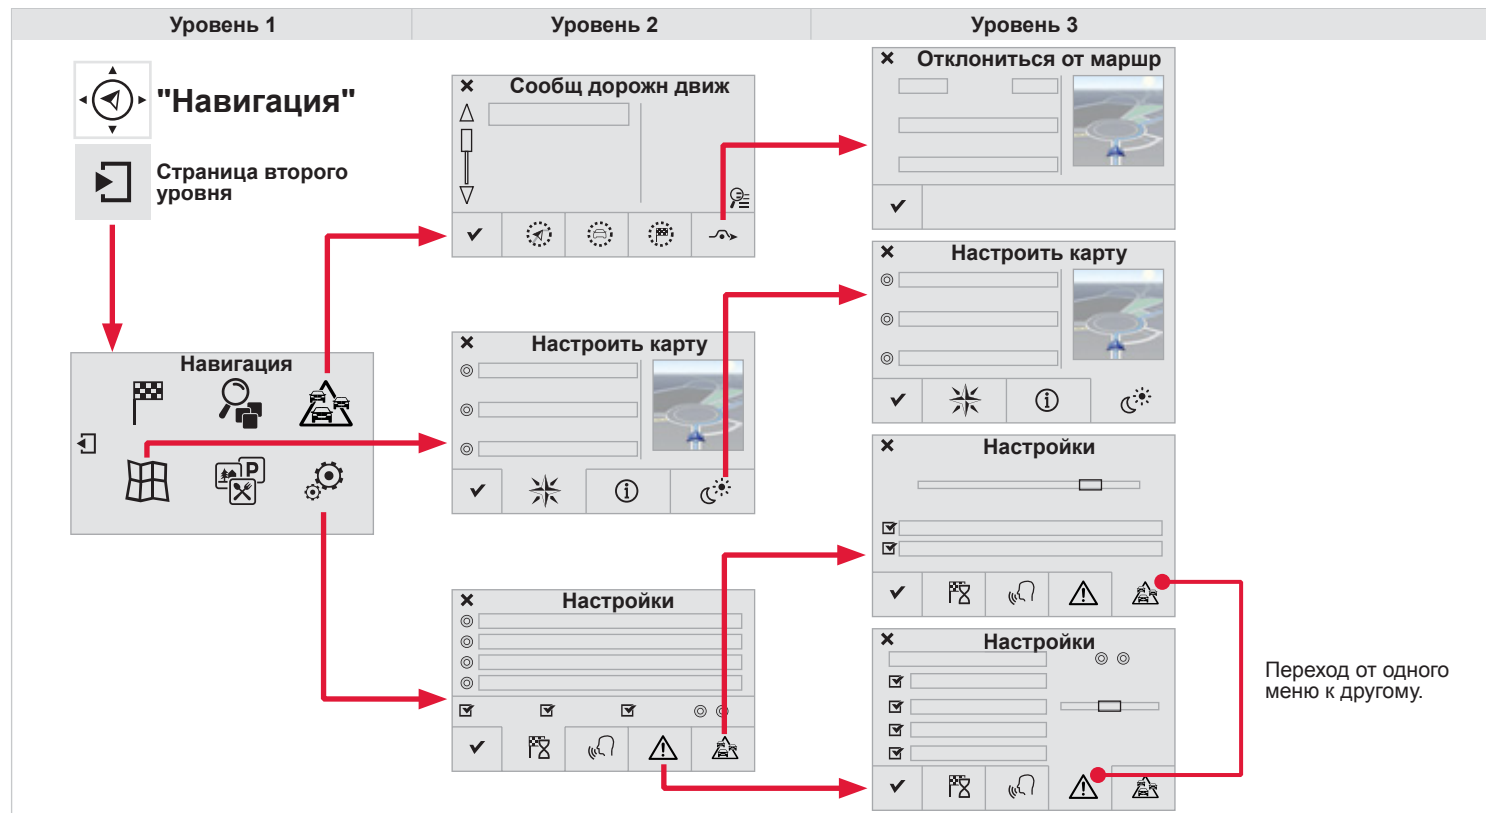 Уровень 1
Уровень 2
Уровень 3
"Навигация"
Страница второго
уровня
Навигация
Сообщ дорожн движ
Настроить карту
Настройки
Отклониться от маршр
Настроить карту
Настройки
Настройки
Переход от одного
меню к другому.